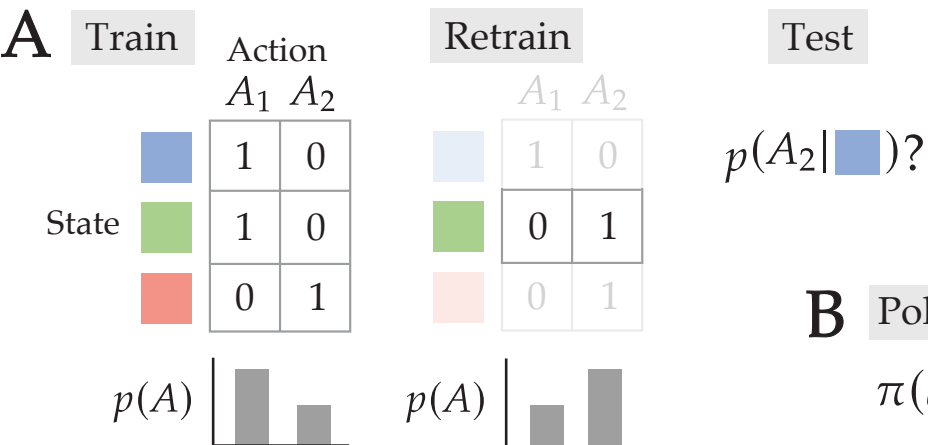 A Train Retrain Test
Action
A₁ A₂ A₁ A₂
1 0 1 0 p(A₂| )?
State 1 0 0 1
0 1 0 1
B Pol
p(A) p(A) π(